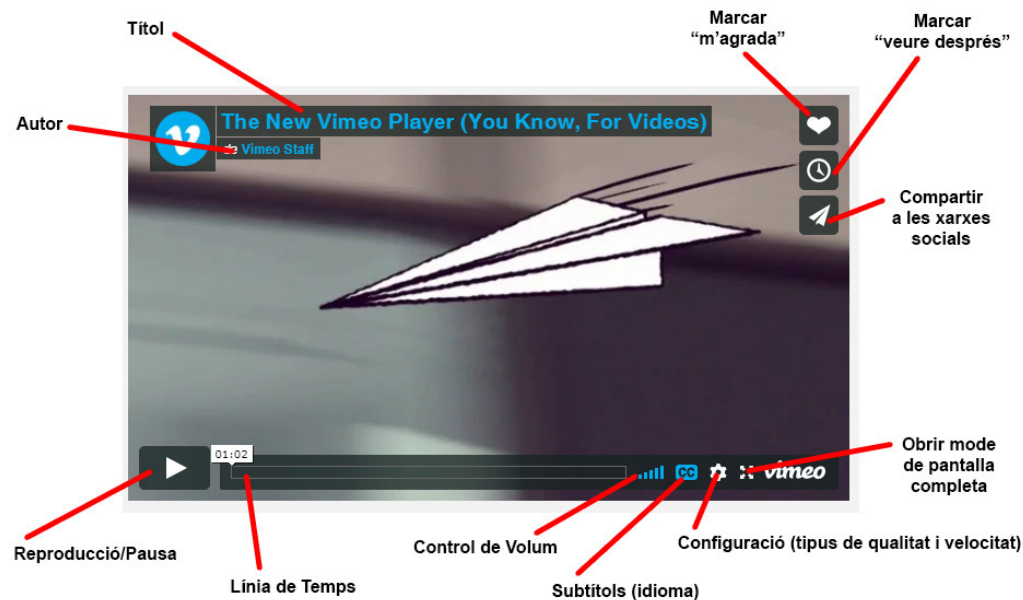 Títol
Marcar
“m’agrada”
Marcar
“veure després”
Autor
The New Vimeo Player (You Know, For Videos)
de Vimeo Staff
Compartir
a les xarxes
socials
01:02
CC
vimeo
Obrir mode
de pantalla
completa
Reproducció/Pausa
Línia de Temps
Control de Volum
Subtítols (idioma)
Configuració (tipus de qualitat i velocitat)